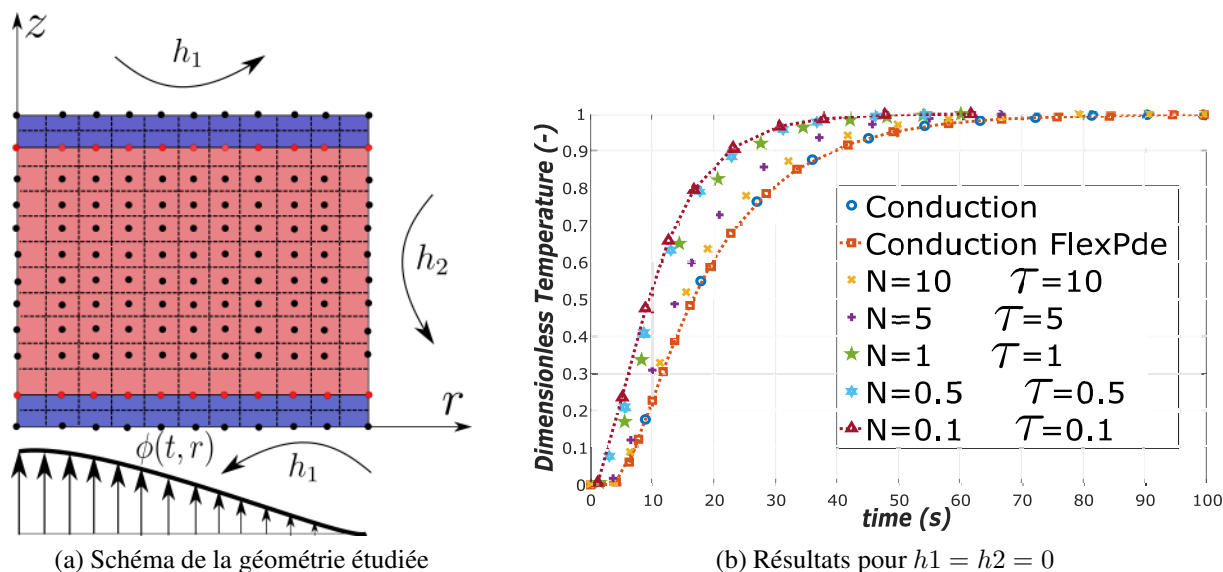 z
h₁
h₂
r
ϕ(t, r)
h₁
(a) Schéma de la géométrie étudiée
Dimensionless Temperature (-)
1
0.9
0.8
0.7
0.6
0.5
0.4
0.3
0.2
0.1
0
0 10 20 30 40 50 60 70 80 90 100
time (s)
Conduction
Conduction FlexPde
N=10 τ=10
N=5 τ=5
N=1 τ=1
N=0.5 τ=0.5
N=0.1 τ=0.1
(b) Résultats pour h1 = h2 = 0